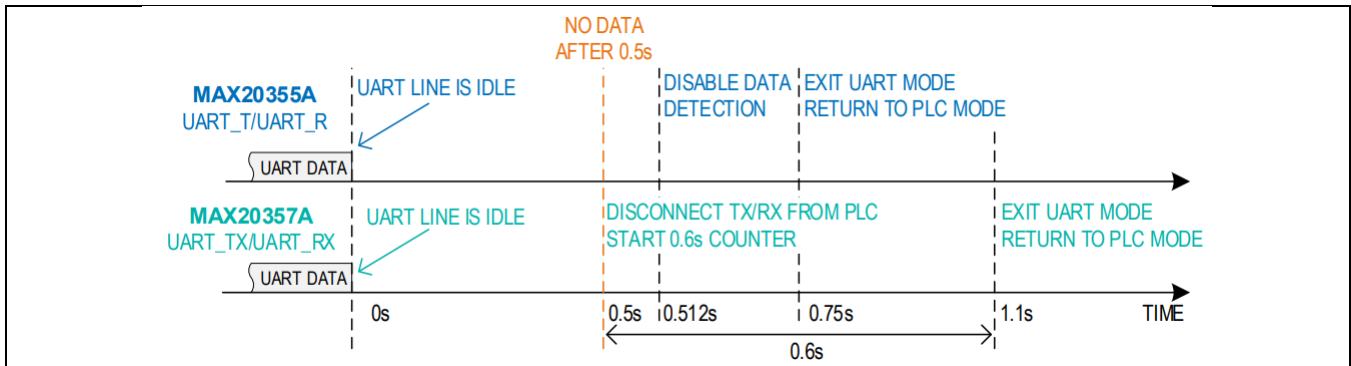 NO DATA
AFTER 0.5s
MAX20355A
UART_T/UART_R
UART LINE IS IDLE
DISABLE DATA
DETECTION
EXIT UART MODE
RETURN TO PLC MODE
UART DATA
MAX20357A
UART_TX/UART_RX
UART LINE IS IDLE
DISCONNECT TX/RX FROM PLC
START 0.6s COUNTER
EXIT UART MODE
RETURN TO PLC MODE
UART DATA
0s
0.5s
0.512s
0.75s
1.1s
TIME
0.6s